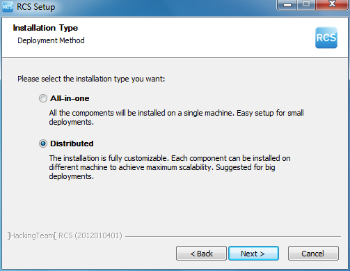 RCS Setup
Installation Type
Deployment Method
RCS
Please select the installation type you want:
All-in-one
All the components will be installed on a single machine. Easy setup for small
deployments.
Distributed
The installation is fully customizable. Each component can be installed on
different machine to achieve maximum scalability. Suggested for big
deployments.
]HackingTeam[ RCS (2012010401)
< Back
Next >
Cancel